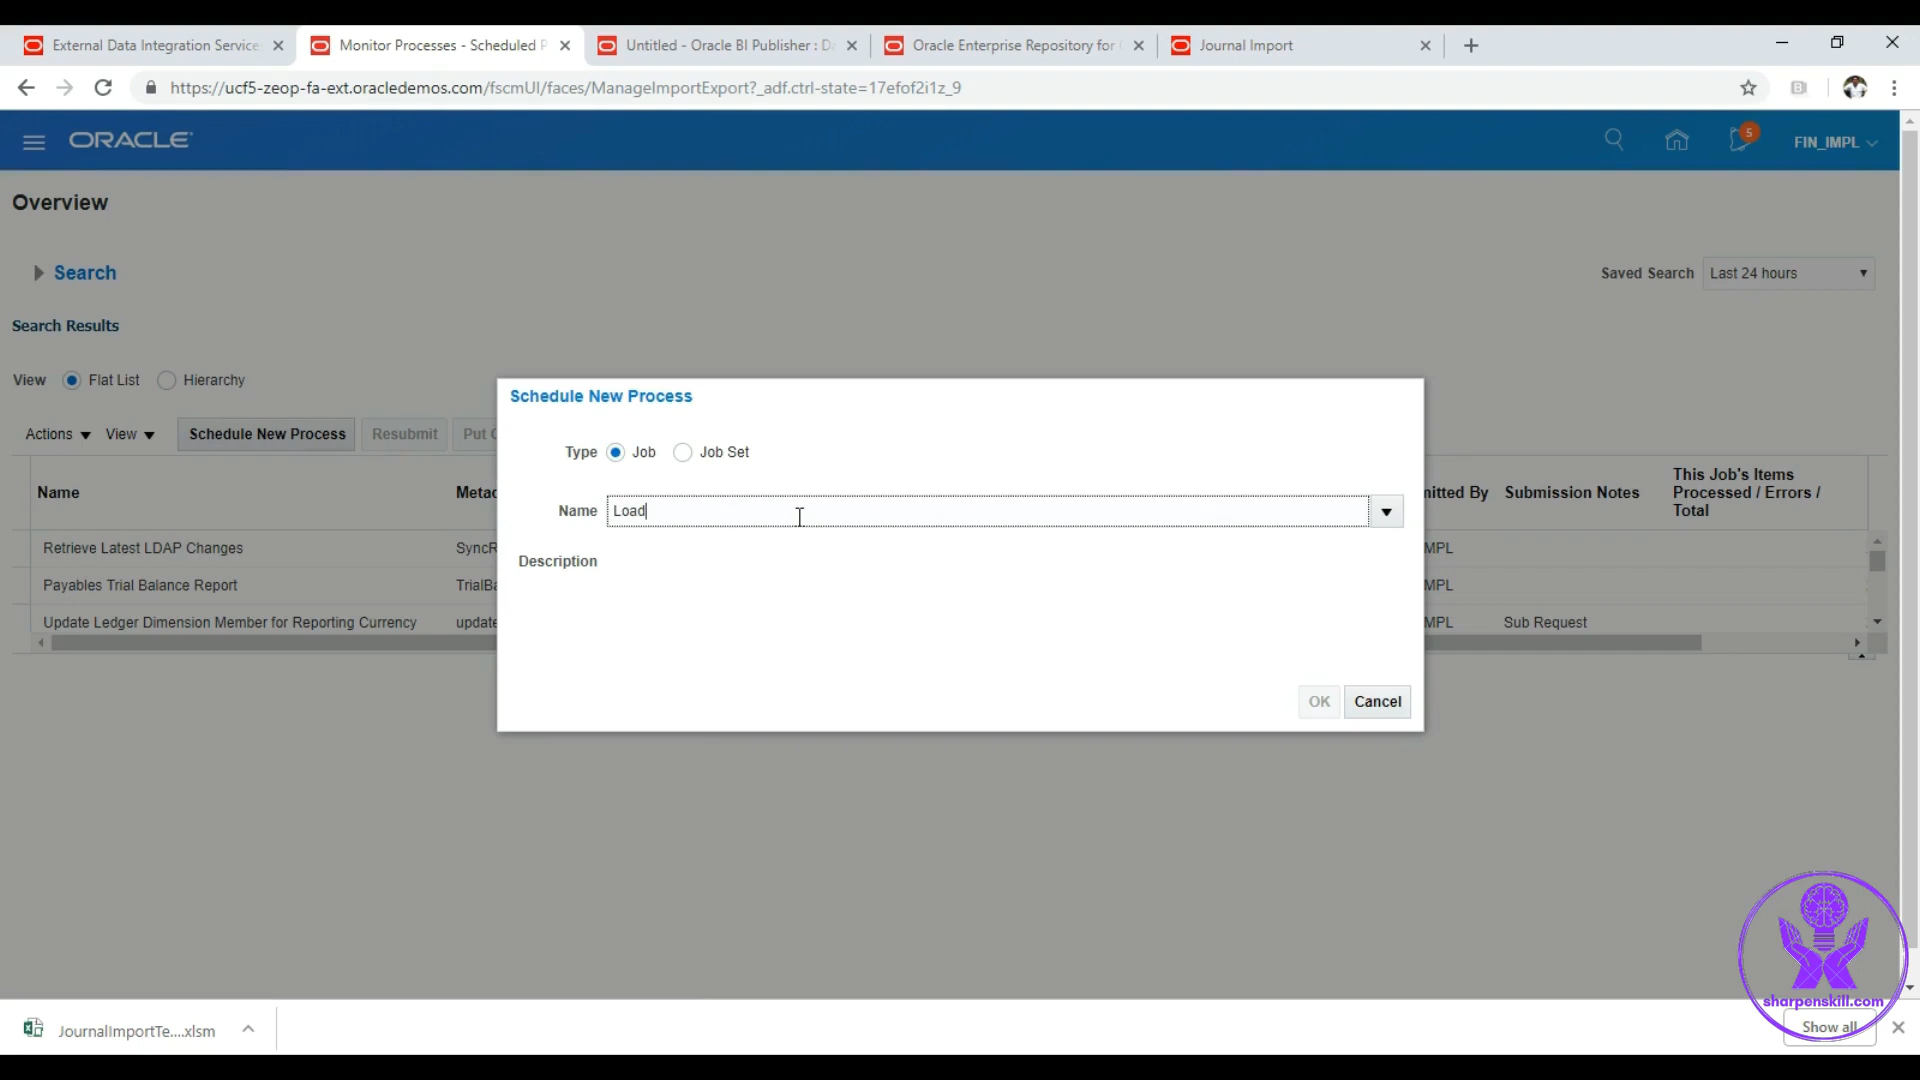 External Data Integration Service
Monitor Processes - Scheduled P
Untitled - Oracle BI Publisher : Da
Oracle Enterprise Repository for
Journal Import
https://ucf5-zeop-fa-ext.oracledemos.com/fscmUI/faces/ManageImportExport?_adf.ctrl-state=17efof2i1z_9
ORACLE
5
FIN_IMPL
Overview
Search
Saved Search Last 24 hours
Search Results
View Flat List Hierarchy
Actions View Schedule New Process Resubmit Put
Name
Metad
itted By
Submission Notes
This Job's Items
Processed / Errors /
Total
Retrieve Latest LDAP Changes
SyncR
MPL
Payables Trial Balance Report
TrialBa
MPL
Update Ledger Dimension Member for Reporting Currency
update
MPL
Sub Request
Schedule New Process
Type Job Job Set
Name Load
Description
OK Cancel
sharpenskill.com
JournalImportTe....xlsm
Show all